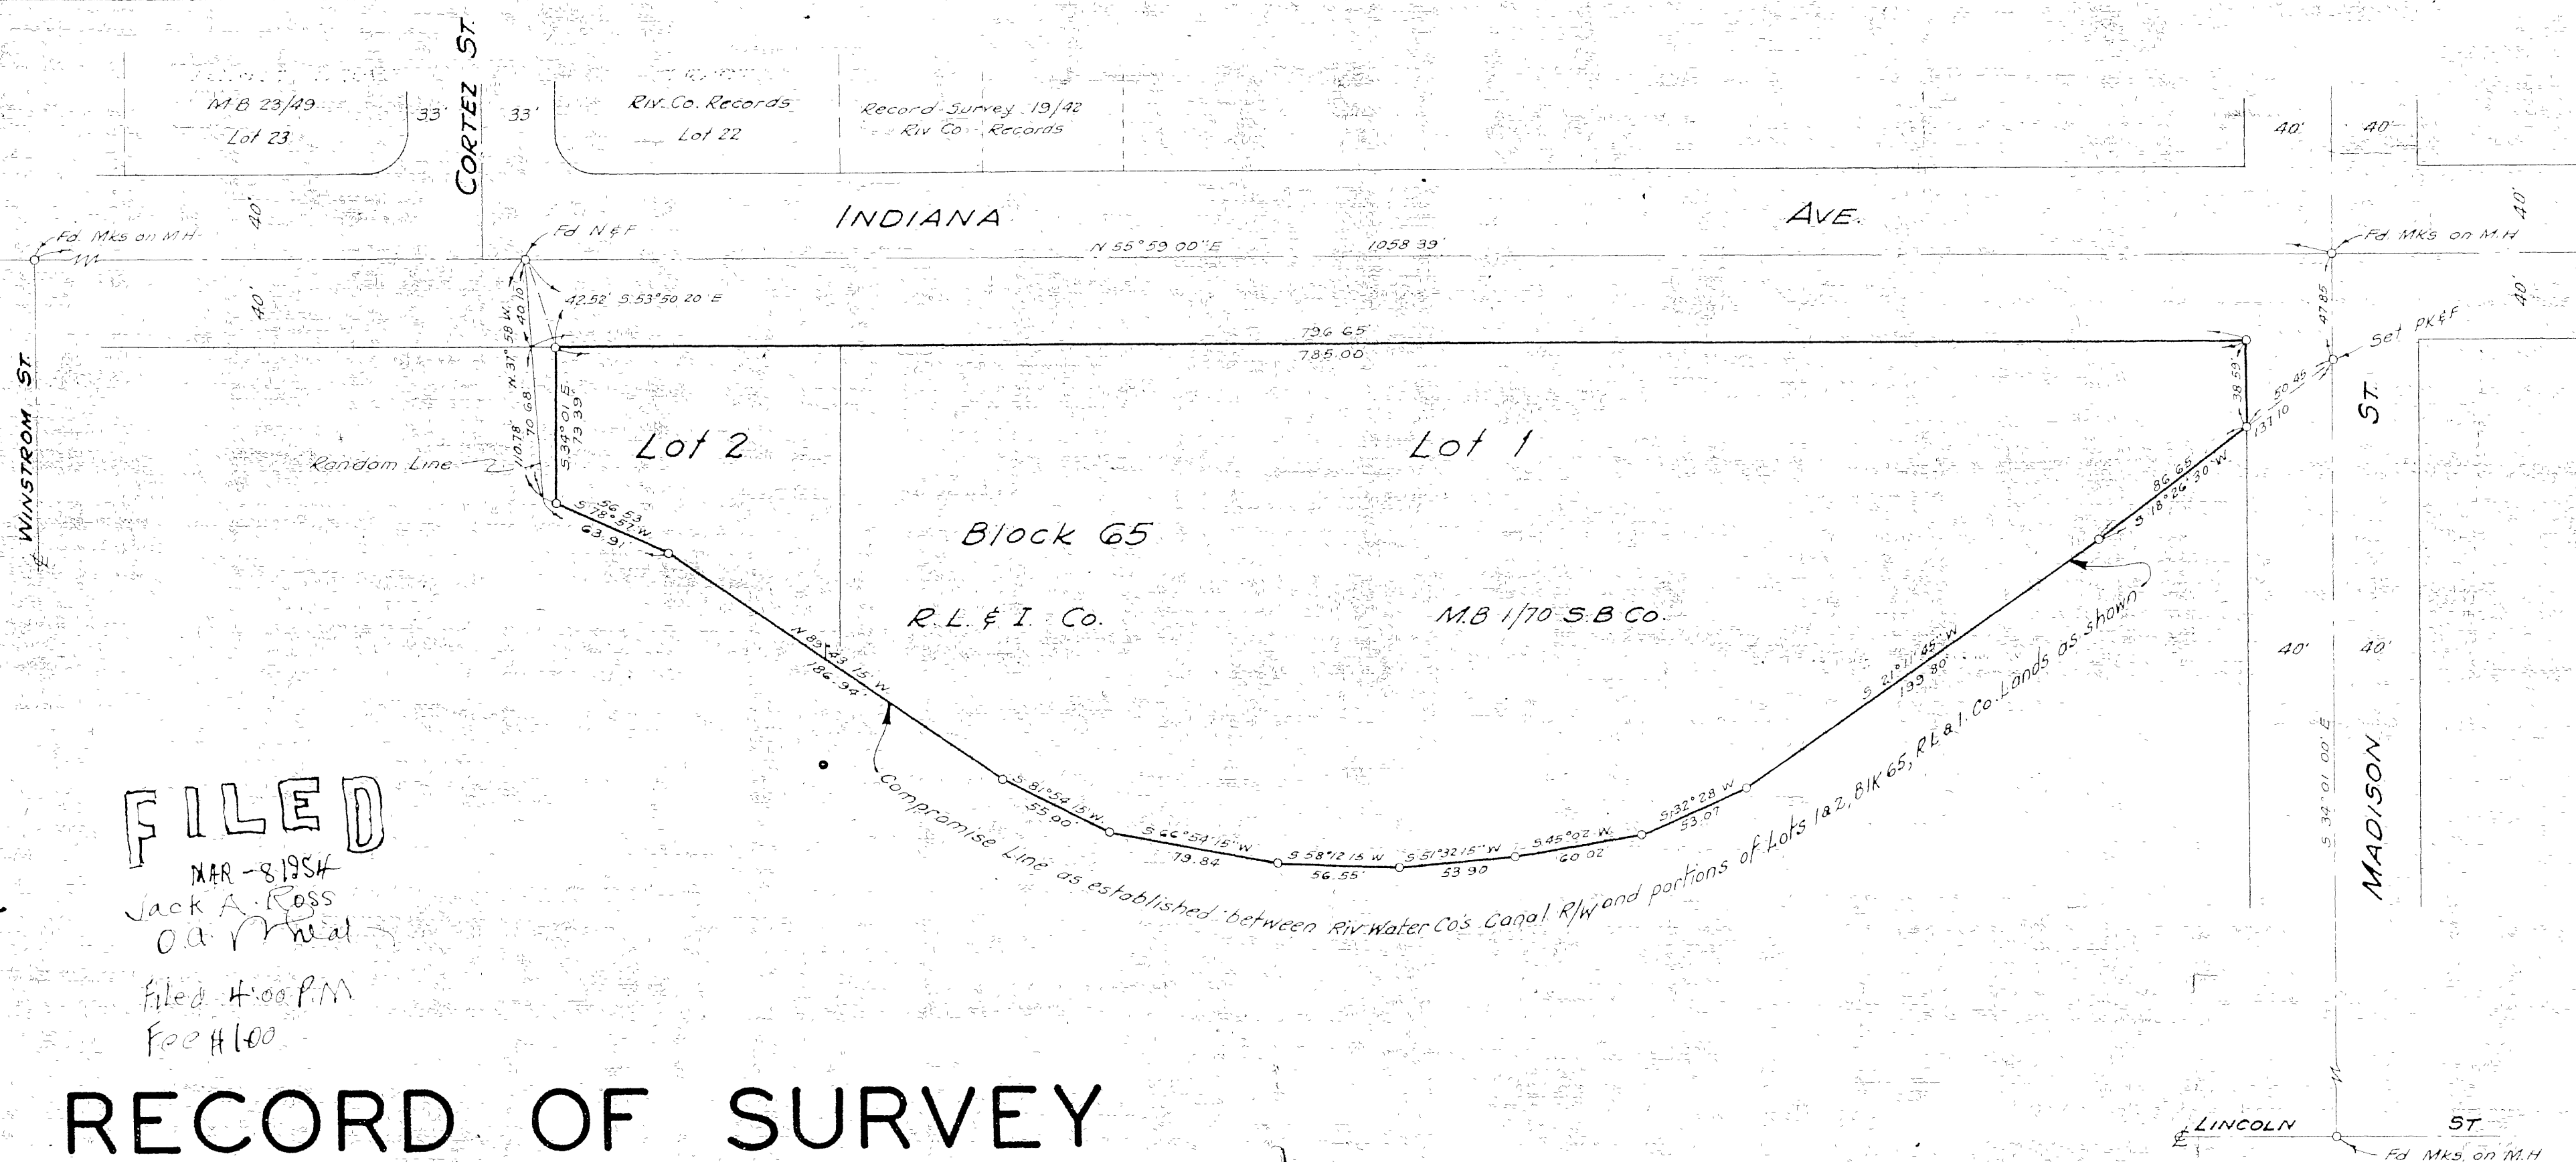 CORTEZ ST.
M.B 23/49
Lot 23
33'
33'
Riv. Co. Records
Lot 22
Record Survey 19/42
Riv Co. Records
40'
40'
40'
INDIANA AVE.
40'
Fd. Mks on M.H.
Fd N & F
N 55° 59 00" E 1058 39'
Fd. Mks on M.H
40'
42.52' S.53° 50 20" E
40'
N.37° 58 W.
40.10
47.85
Set PK & F
796 65'
785.00
WINSTROM ST.
℄
110.78'
70 68'
S.34° 01 E
73 39'
38 59'
50.45
137.10
ST.
Random Line
Lot 2
Lot 1
86 65
S 18° 26' 30" W
56 53
S 78° 57' W
63.91'
Block 65
R. L. & I. Co.
M.B 1/70 S.B Co.
N 89° 43 15" W.
186.94'
S 21° 11' 45" W
199 80'
40'
40'
S 34° 01 00' E
MADISON
S 81° 54 15" W.
55.00'
S 66° 54' 15" W
79.84
S 58° 12 15 W
56.55'
S 51° 32 15" W
53 90
S.45° 02 W.
60 02'
S.32° 28 W
53.07
Compromise Line as established between Riv. Water Co's Canal R/W and portions of Lots 1 & 2, Blk 65, R L & I. Co. Lands as shown
FILED
MAR - 8 1954
Jack A. Ross
Filed 4:00 P.M
Fee $1.00
RECORD OF SURVEY
℄ LINCOLN ST
Fd Mks. on M.H